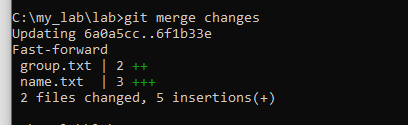 C:\my_lab\lab>git merge changes
Updating 6a0a5cc..6f1b33e
Fast-forward
 group.txt | 2 ++
 name.txt  | 3 +++
 2 files changed, 5 insertions(+)